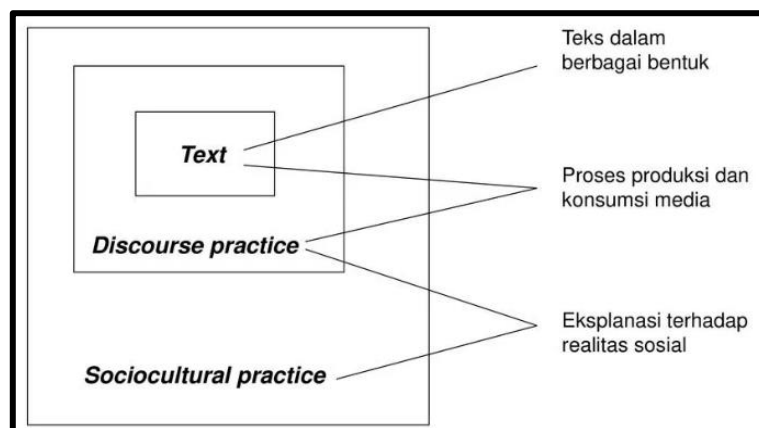 Teks dalam
berbagai bentuk
Text
Proses produksi dan
konsumsi media
Discourse practice
Eksplanasi terhadap
realitas sosial
Sociocultural practice